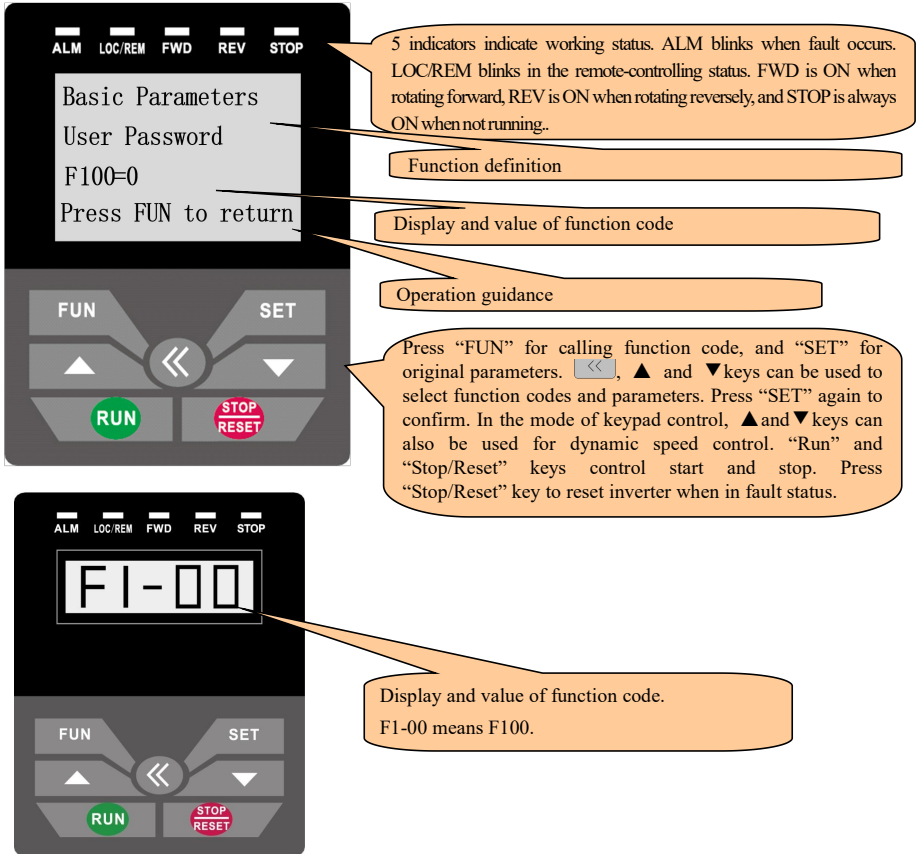 ALM LOC/REM FWD REV STOP
Basic Parameters
User Password
F100=0
Press FUN to return
5 indicators indicate working status. ALM blinks when fault occurs.
LOC/REM blinks in the remote-controlling status. FWD is ON when
rotating forward, REV is ON when rotating reversely, and STOP is always
ON when not running..
Function definition
Display and value of function code
Operation guidance
FUN SET
RUN STOP
RESET
Press “FUN” for calling function code, and “SET” for
original parameters. «, ▲ and ▼keys can be used to
select function codes and parameters. Press “SET” again to
confirm. In the mode of keypad control, ▲and▼keys can
also be used for dynamic speed control. “Run” and
“Stop/Reset” keys control start and stop. Press
“Stop/Reset” key to reset inverter when in fault status.
ALM LOC/REM FWD REV STOP
F1-00
Display and value of function code.
F1-00 means F100.
FUN SET
RUN STOP
RESET